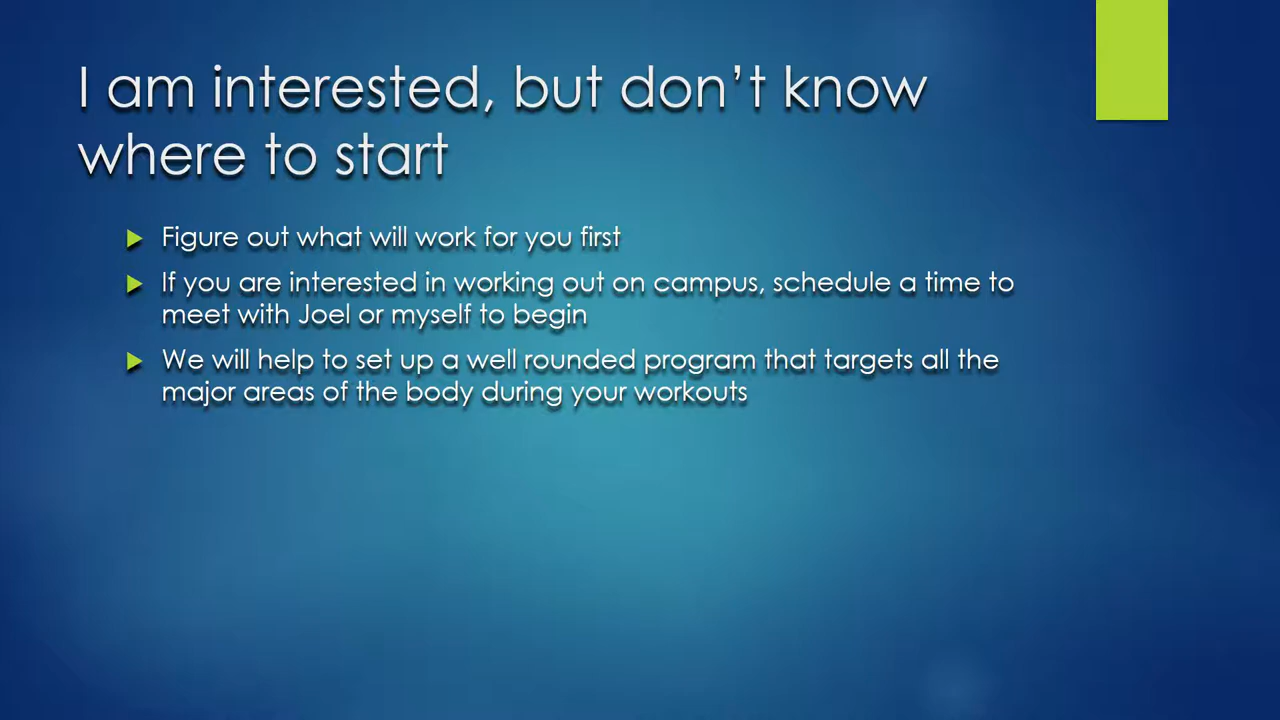 I am interested, but don’t know
where to start
Figure out what will work for you first
If you are interested in working out on campus, schedule a time to
meet with Joel or myself to begin
We will help to set up a well rounded program that targets all the
major areas of the body during your workouts